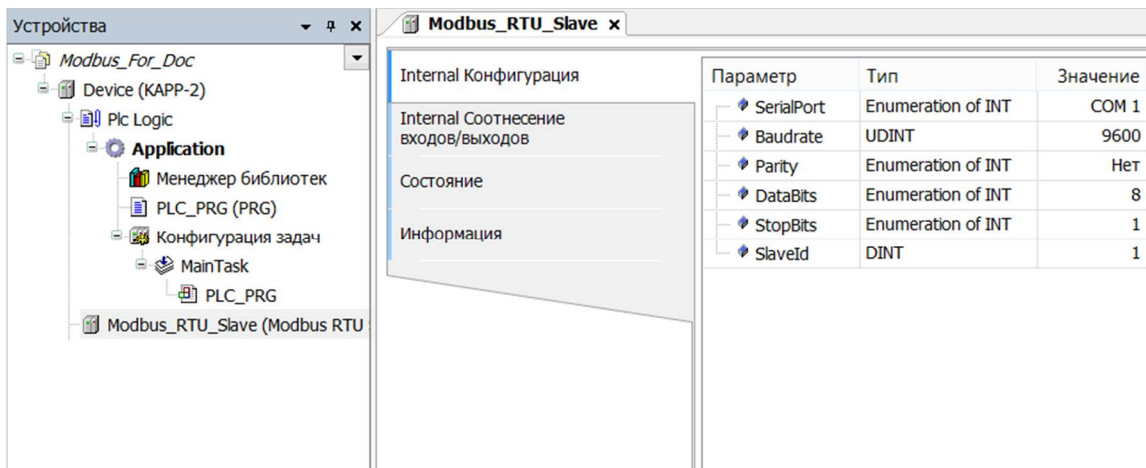 Устройства
Modbus_For_Doc
Device (KAPP-2)
Plc Logic
Application
Менеджер библиотек
PLC_PRG (PRG)
Конфигурация задач
MainTask
PLC_PRG
Modbus_RTU_Slave (Modbus RTU
Modbus_RTU_Slave
Internal Конфигурация
Internal Соотнесение
входов/выходов
Состояние
Информация
Параметр Тип Значение
SerialPort Enumeration of INT COM 1
Baudrate UDINT 9600
Parity Enumeration of INT Нет
DataBits Enumeration of INT 8
StopBits Enumeration of INT 1
SlaveId DINT 1